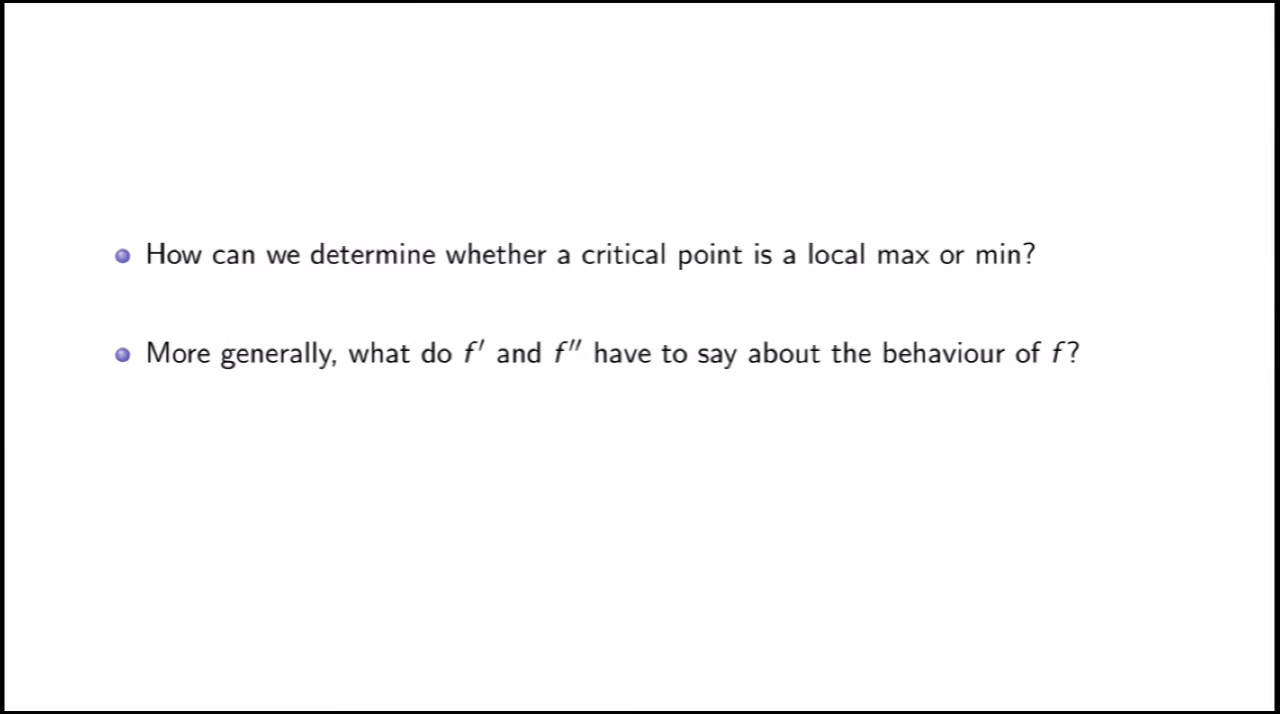 How can we determine whether a critical point is a local max or min?
More generally, what do f′ and f″ have to say about the behaviour of f?